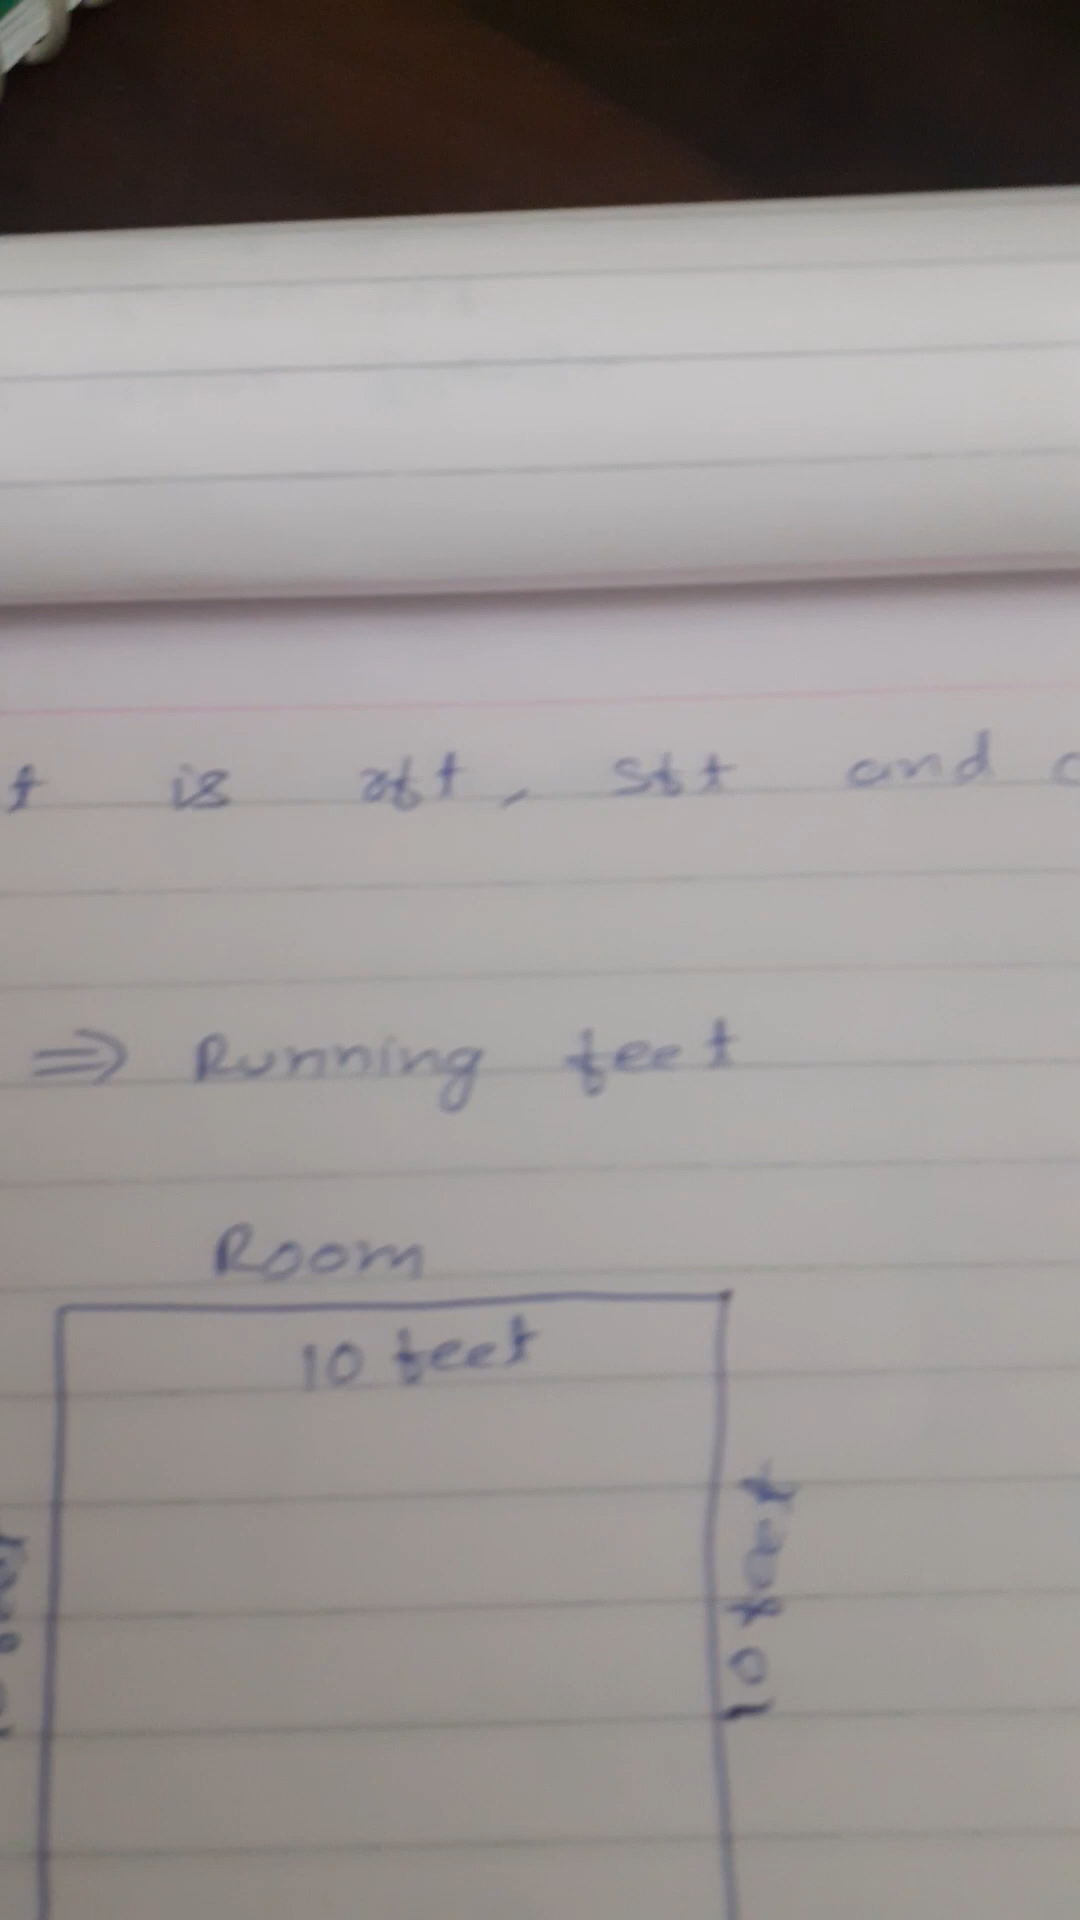 t is rft, sft and c
⇒ Running feet
Room
10 feet
10 feet